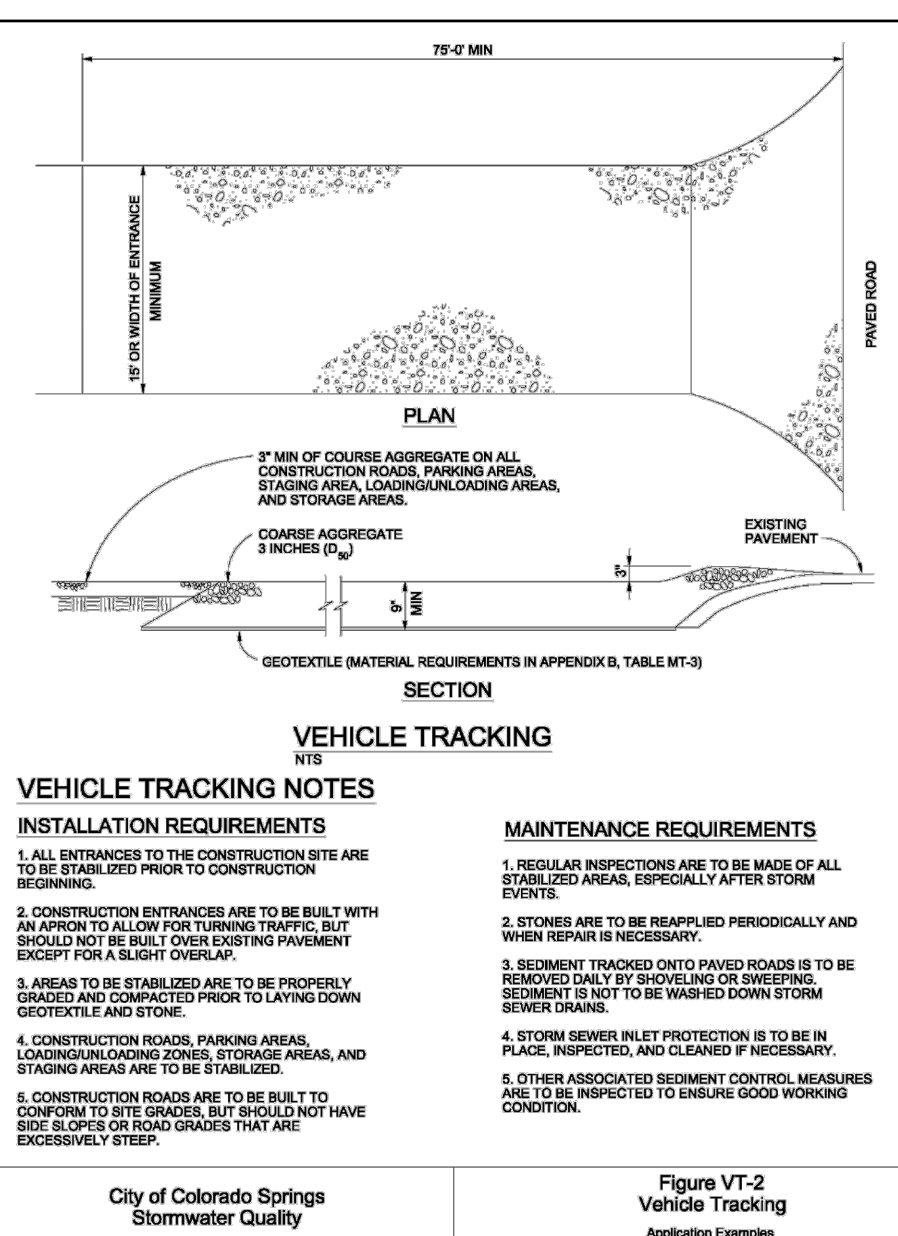 75'-0' MIN
15' OR WIDTH OF ENTRANCE
MINIMUM
PAVED ROAD
PLAN
3" MIN OF COURSE AGGREGATE ON ALL
CONSTRUCTION ROADS, PARKING AREAS,
STAGING AREA, LOADING/UNLOADING AREAS,
AND STORAGE AREAS.
COARSE AGGREGATE
3 INCHES (D50)
EXISTING
PAVEMENT
3"
9"
MIN
GEOTEXTILE (MATERIAL REQUIREMENTS IN APPENDIX B, TABLE MT-3)
SECTION
VEHICLE TRACKING
NTS
VEHICLE TRACKING NOTES
INSTALLATION REQUIREMENTS
1. ALL ENTRANCES TO THE CONSTRUCTION SITE ARE
TO BE STABILIZED PRIOR TO CONSTRUCTION
BEGINNING.
2. CONSTRUCTION ENTRANCES ARE TO BE BUILT WITH
AN APRON TO ALLOW FOR TURNING TRAFFIC, BUT
SHOULD NOT BE BUILT OVER EXISTING PAVEMENT
EXCEPT FOR A SLIGHT OVERLAP.
3. AREAS TO BE STABILIZED ARE TO BE PROPERLY
GRADED AND COMPACTED PRIOR TO LAYING DOWN
GEOTEXTILE AND STONE.
4. CONSTRUCTION ROADS, PARKING AREAS,
LOADING/UNLOADING ZONES, STORAGE AREAS, AND
STAGING AREAS ARE TO BE STABILIZED.
5. CONSTRUCTION ROADS ARE TO BE BUILT TO
CONFORM TO SITE GRADES, BUT SHOULD NOT HAVE
SIDE SLOPES OR ROAD GRADES THAT ARE
EXCESSIVELY STEEP.
MAINTENANCE REQUIREMENTS
1. REGULAR INSPECTIONS ARE TO BE MADE OF ALL
STABILIZED AREAS, ESPECIALLY AFTER STORM
EVENTS.
2. STONES ARE TO BE REAPPLIED PERIODICALLY AND
WHEN REPAIR IS NECESSARY.
3. SEDIMENT TRACKED ONTO PAVED ROADS IS TO BE
REMOVED DAILY BY SHOVELING OR SWEEPING.
SEDIMENT IS NOT TO BE WASHED DOWN STORM
SEWER DRAINS.
4. STORM SEWER INLET PROTECTION IS TO BE IN
PLACE, INSPECTED, AND CLEANED IF NECESSARY.
5. OTHER ASSOCIATED SEDIMENT CONTROL MEASURES
ARE TO BE INSPECTED TO ENSURE GOOD WORKING
CONDITION.
City of Colorado Springs
Stormwater Quality
Figure VT-2
Vehicle Tracking
Application Examples